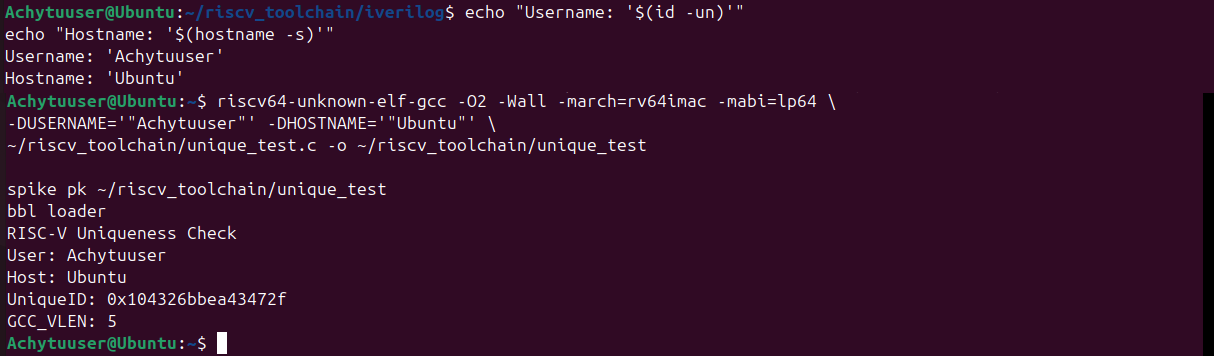 Achytuuser@Ubuntu:~/riscv_toolchain/iverilog$ echo "Username: '$(id -un)'"
echo "Hostname: '$(hostname -s)'"
Username: 'Achytuuser'
Hostname: 'Ubuntu'
Achytuuser@Ubuntu:~$ riscv64-unknown-elf-gcc -O2 -Wall -march=rv64imac -mabi=lp64 \
-DUSERNAME='"Achytuuser"' -DHOSTNAME='"Ubuntu"' \
~/riscv_toolchain/unique_test.c -o ~/riscv_toolchain/unique_test
spike pk ~/riscv_toolchain/unique_test
bbl loader
RISC-V Uniqueness Check
User: Achytuuser
Host: Ubuntu
UniqueID: 0x104326bbea43472f
GCC_VLEN: 5
Achytuuser@Ubuntu:~$